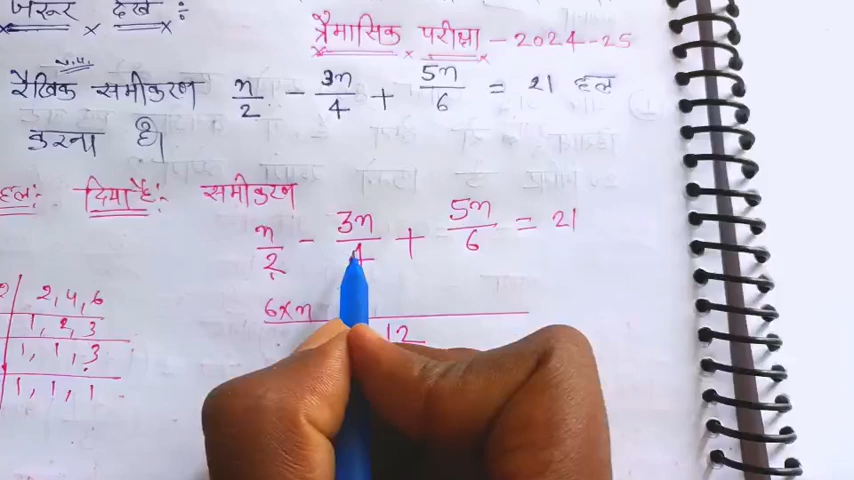 जरूर देखें :
त्रैमासिक परीक्षा - 2024-25
रैखिक समीकरण n/2 - 3n/4 + 5n/6 = 21 हल
करना है।
हल: दिया है: समीकरण
n/2 - 3n/4 + 5n/6 = 21
6×n
12
2 | 2, 4, 6
1, 2, 3
1, 1, 3
1, 1, 1